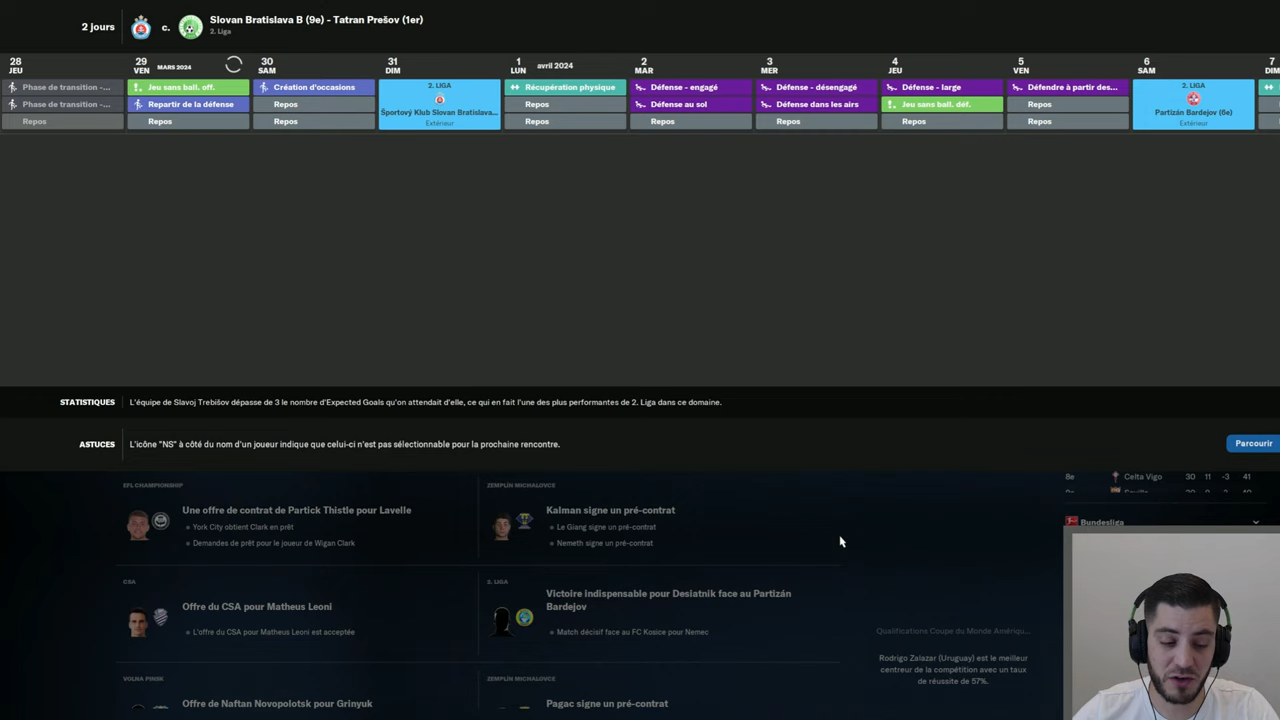 2 jours
c.
Slovan Bratislava B (9e) - Tatran Prešov (1er)
2. Liga
28
JEU
29
VEN
MARS 2024
30
SAM
31
DIM
1
LUN
avril 2024
2
MAR
3
MER
4
JEU
5
VEN
6
SAM
7
DIM
Phase de transition -...
Phase de transition -...
Repos
Jeu sans ball. off.
Repartir de la défense
Repos
Création d'occasions
Repos
Repos
2. LIGA
Športový Klub Slovan Bratislava...
Extérieur
Récupération physique
Repos
Repos
Défense - engagé
Défense au sol
Repos
Défense - désengagé
Défense dans les airs
Repos
Défense - large
Jeu sans ball. déf.
Repos
Défendre à partir des...
Repos
Repos
2. LIGA
Partizán Bardejov (6e)
Extérieur
STATISTIQUES
L'équipe de Slavoj Trebišov dépasse de 3 le nombre d'Expected Goals qu'on attendait d'elle, ce qui en fait l'une des plus performantes de 2. Liga dans ce domaine.
ASTUCES
L'icône "NS" à côté du nom d'un joueur indique que celui-ci n'est pas sélectionnable pour la prochaine rencontre.
Parcourir
EFL CHAMPIONSHIP
Une offre de contrat de Partick Thistle pour Lavelle
York City obtient Clark en prêt
Demandes de prêt pour le joueur de Wigan Clark
ZEMPLÍN MICHALOVCE
Kalman signe un pré-contrat
Le Giang signe un pré-contrat
Nemeth signe un pré-contrat
8e Celta Vigo 30 11 -3 41
Bundesliga
CSA
Offre du CSA pour Matheus Leoni
L'offre du CSA pour Matheus Leoni est acceptée
2. LIGA
Victoire indispensable pour Desiatnik face au Partizán
Bardejov
Match décisif face au FC Kosice pour Nemec
Qualifications Coupe du Monde Amériqu...
Rodrigo Zalazar (Uruguay) est le meilleur
centreur de la compétition avec un taux
de réussite de 57%.
VOLNA PINSK
Offre de Naftan Novopolotsk pour Grinyuk
ZEMPLÍN MICHALOVCE
Pagac signe un pré-contrat